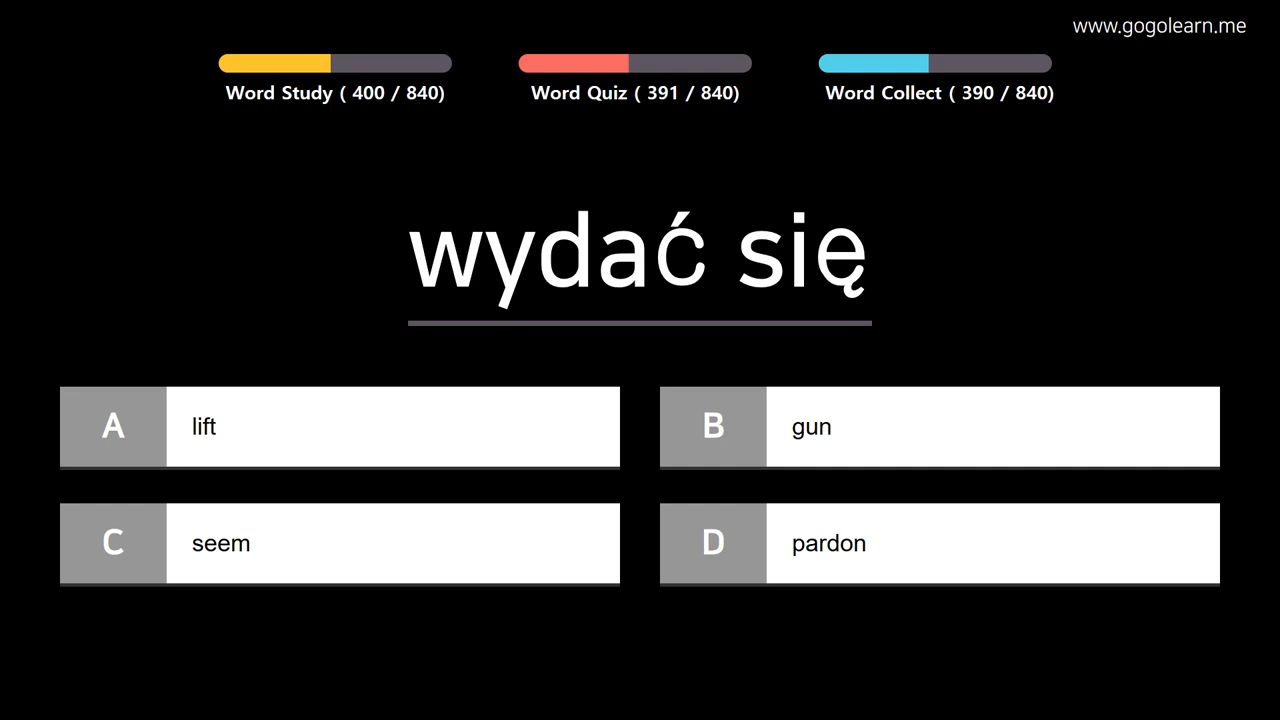 www.gogolearn.me
Word Study ( 400 / 840)
Word Quiz ( 391 / 840)
Word Collect ( 390 / 840)
wydać się
A lift
B gun
C seem
D pardon